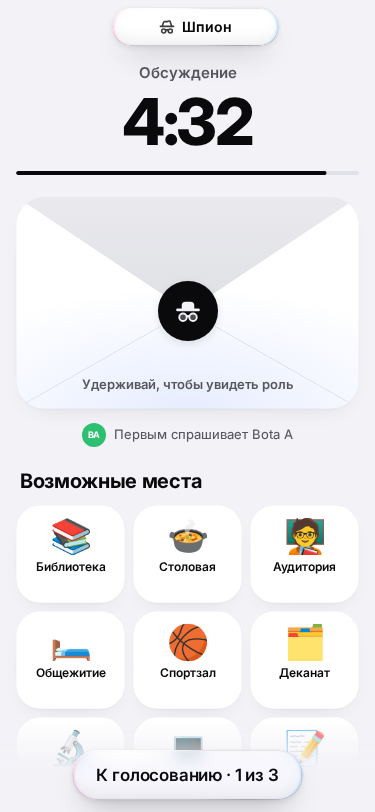 Шпион
Обсуждение
4:32
Удерживай, чтобы увидеть роль
BA Первым спрашивает Bota A
Возможные места
Библиотека
Столовая
Аудитория
Общежитие
Спортзал
Деканат
К голосованию · 1 из 3